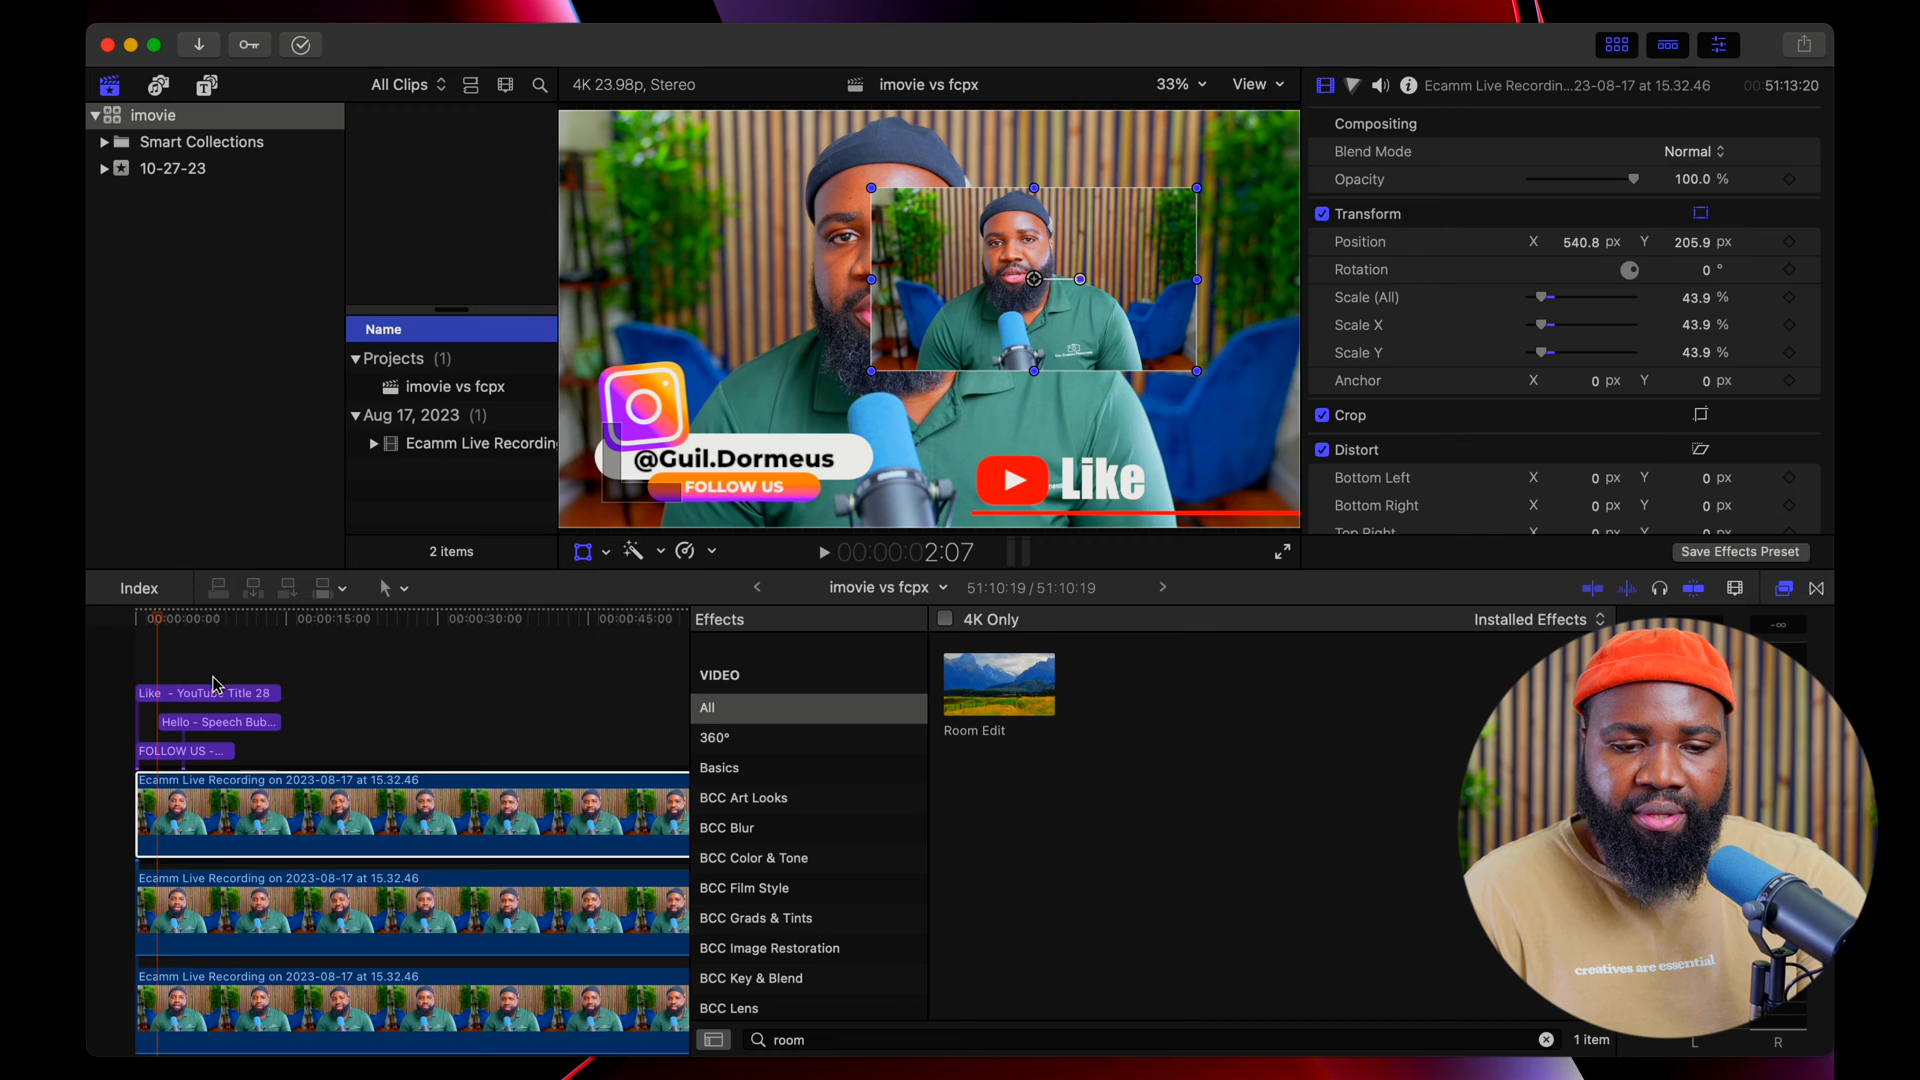 All Clips
4K 23.98p, Stereo
imovie vs fcpx
33%
View
Ecamm Live Recordin...23-08-17 at 15.32.46
00:51:13:20
imovie
Smart Collections
10-27-23
Name
Projects (1)
imovie vs fcpx
Aug 17, 2023 (1)
Ecamm Live Recordin
2 items
@Guil.Dormeus
FOLLOW US
Like
00:00:00:02:07
Compositing
Blend Mode
Normal
Opacity
100.0 %
Transform
Position X 540.8 px Y 205.9 px
Rotation 0 °
Scale (All) 43.9 %
Scale X 43.9 %
Scale Y 43.9 %
Anchor X 0 px Y 0 px
Crop
Distort
Bottom Left X 0 px Y 0 px
Bottom Right X 0 px Y 0 px
Top Right
Save Effects Preset
Index
imovie vs fcpx
51:10:19 / 51:10:19
00:00:00:00
00:00:15:00
00:00:30:00
00:00:45:00
Like - YouTube Title 28
Hello - Speech Bub...
FOLLOW US -...
Ecamm Live Recording on 2023-08-17 at 15.32.46
Ecamm Live Recording on 2023-08-17 at 15.32.46
Ecamm Live Recording on 2023-08-17 at 15.32.46
Effects
4K Only
Installed Effects
VIDEO
All
360°
Basics
BCC Art Looks
BCC Blur
BCC Color & Tone
BCC Film Style
BCC Grads & Tints
BCC Image Restoration
BCC Key & Blend
BCC Lens
Room Edit
room
1 item
-∞
L
R
creatives are essential